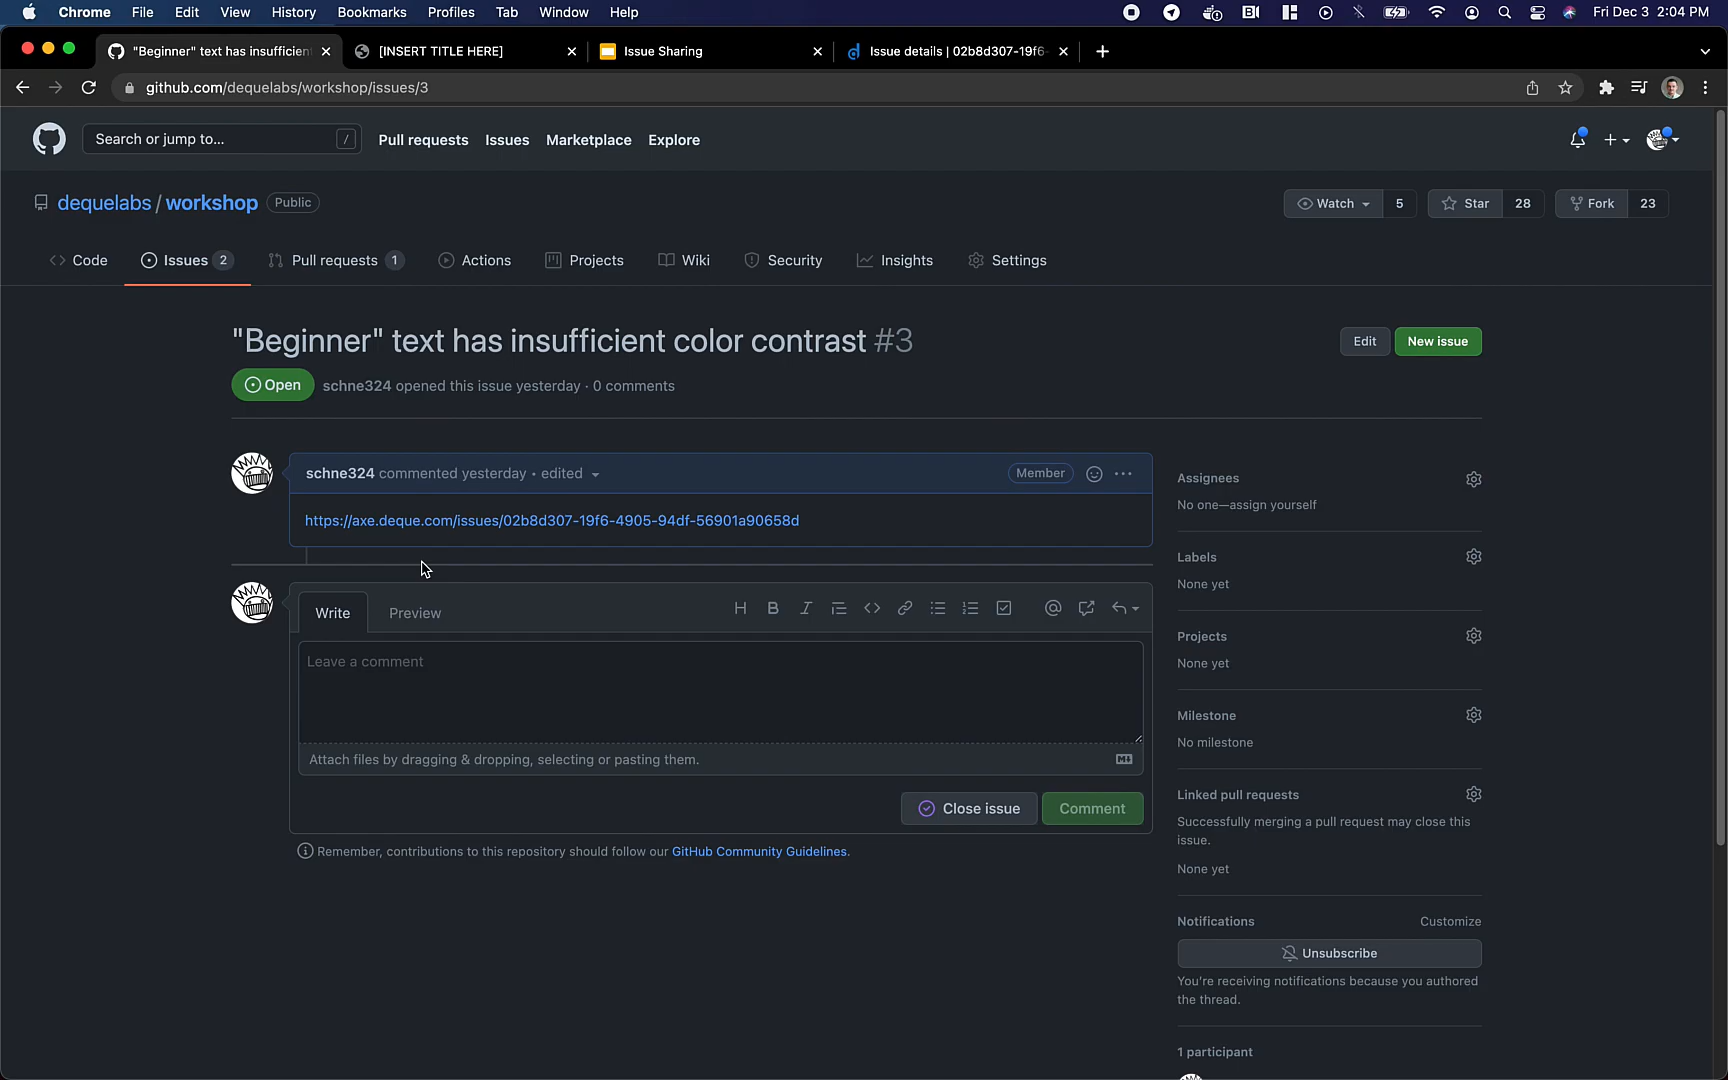 Chrome File Edit View History Bookmarks Profiles Tab Window Help Fri Dec 3 2:04 PM
"Beginner" text has insufficien [INSERT TITLE HERE] Issue Sharing Issue details | 02b8d307-19f6-
github.com/dequelabs/workshop/issues/3
Search or jump to... / Pull requests Issues Marketplace Explore
dequelabs / workshop Public Watch 5 Star 28 Fork 23
Code Issues 2 Pull requests 1 Actions Projects Wiki Security Insights Settings
"Beginner" text has insufficient color contrast #3 Edit New issue
Open schne324 opened this issue yesterday · 0 comments
schne324 commented yesterday • edited Member
https://axe.deque.com/issues/02b8d307-19f6-4905-94df-56901a90658d
Write Preview
Leave a comment
Attach files by dragging & dropping, selecting or pasting them.
Close issue Comment
Remember, contributions to this repository should follow our GitHub Community Guidelines.
Assignees
No one—assign yourself
Labels
None yet
Projects
None yet
Milestone
No milestone
Linked pull requests
Successfully merging a pull request may close this
issue.
None yet
Notifications Customize
Unsubscribe
You're receiving notifications because you authored
the thread.
1 participant